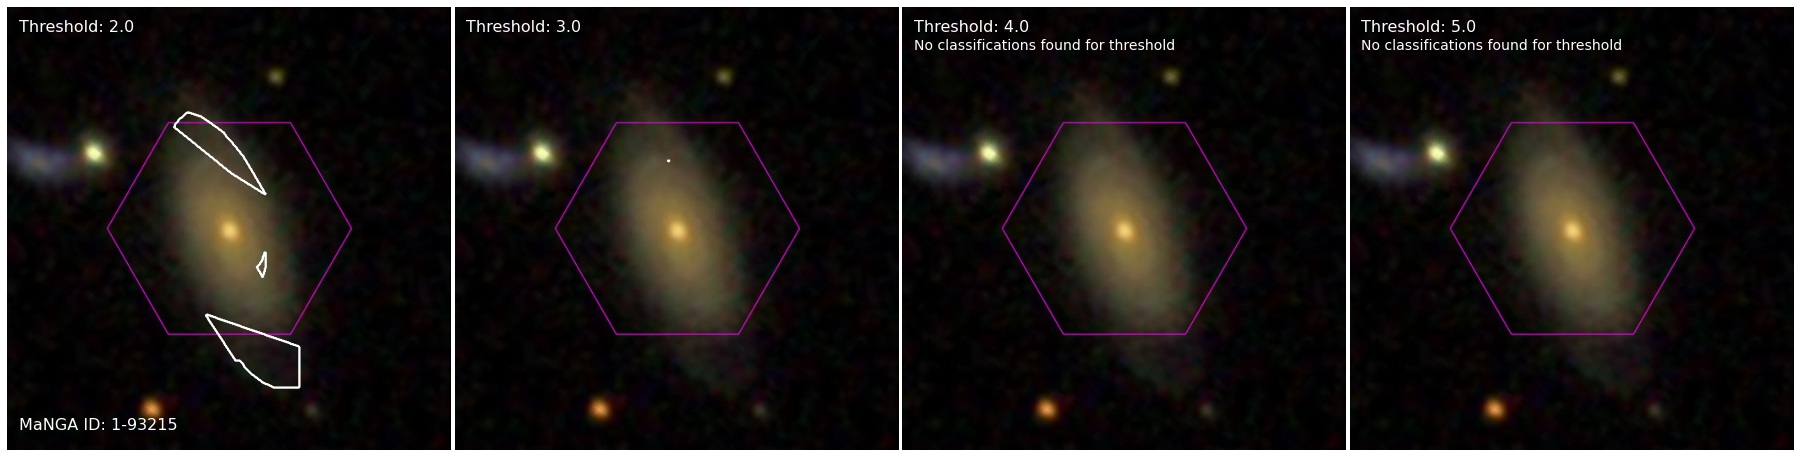 Threshold: 2.0
MaNGA ID: 1-93215
Threshold: 3.0
Threshold: 4.0
No classifications found for threshold
Threshold: 5.0
No classifications found for threshold